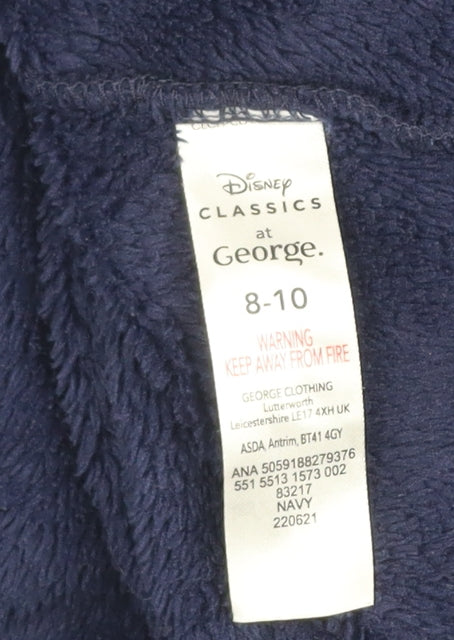 Disney
CLASSICS
at
George.
8-10
WARNING
KEEP AWAY FROM FIRE
GEORGE CLOTHING
Lutterworth
Leicestershire LE17 4XH UK
ASDA, Antrim, BT41 4GY
ANA 5059188279376
551 5513 1573 002
83217
NAVY
220621